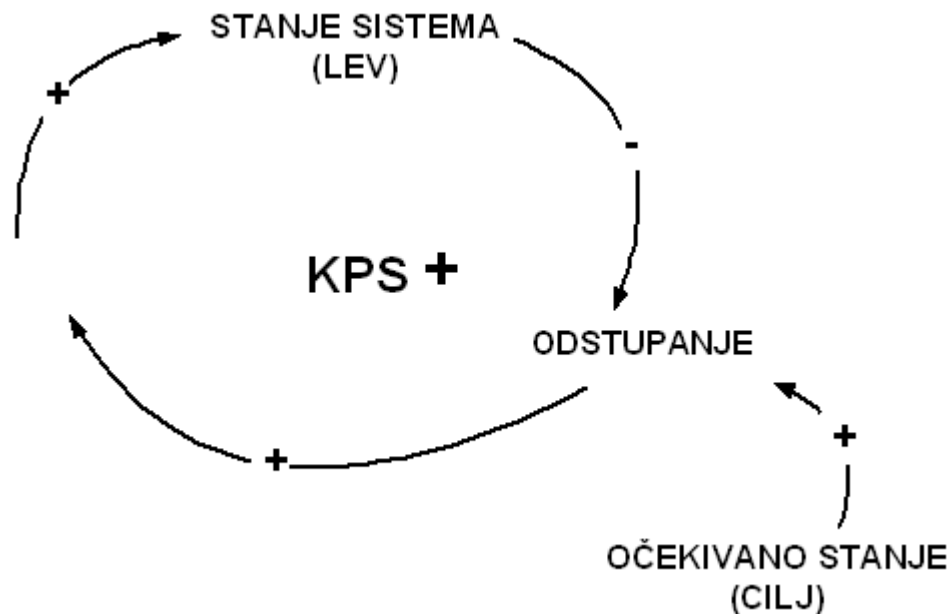 STANJE SISTEMA
(LEV)
+
-
KPS +
ODSTUPANJE
+
+
OČEKIVANO STANJE
(CILJ)